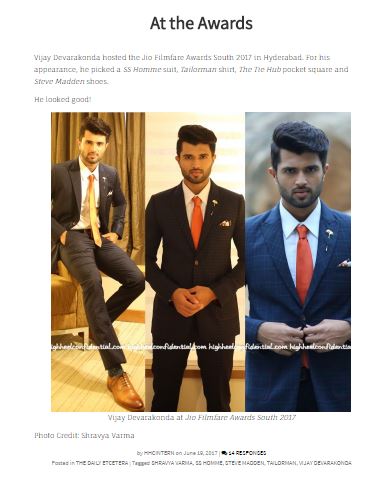 At the Awards
Vijay Devarakonda hosted the Jio Filmfare Awards South 2017 in Hyderabad. For his
appearance, he picked a SS Homme suit, Tailorman shirt, The Tie Hub pocket square and
Steve Madden shoes.
He looked good!
highheelconfidential.com highheelconfidential.com highheelconfidential.com
Vijay Devarakonda at Jio Filmfare Awards South 2017
Photo Credit: Shravya Varma
by HHCINTERN on June 19, 2017 | 14 RESPONSES
Posted in THE DAILY ETCETERA | Tagged SHRAVYA VARMA, SS HOMME, STEVE MADDEN, TAILORMAN, VIJAY DEVARAKONDA